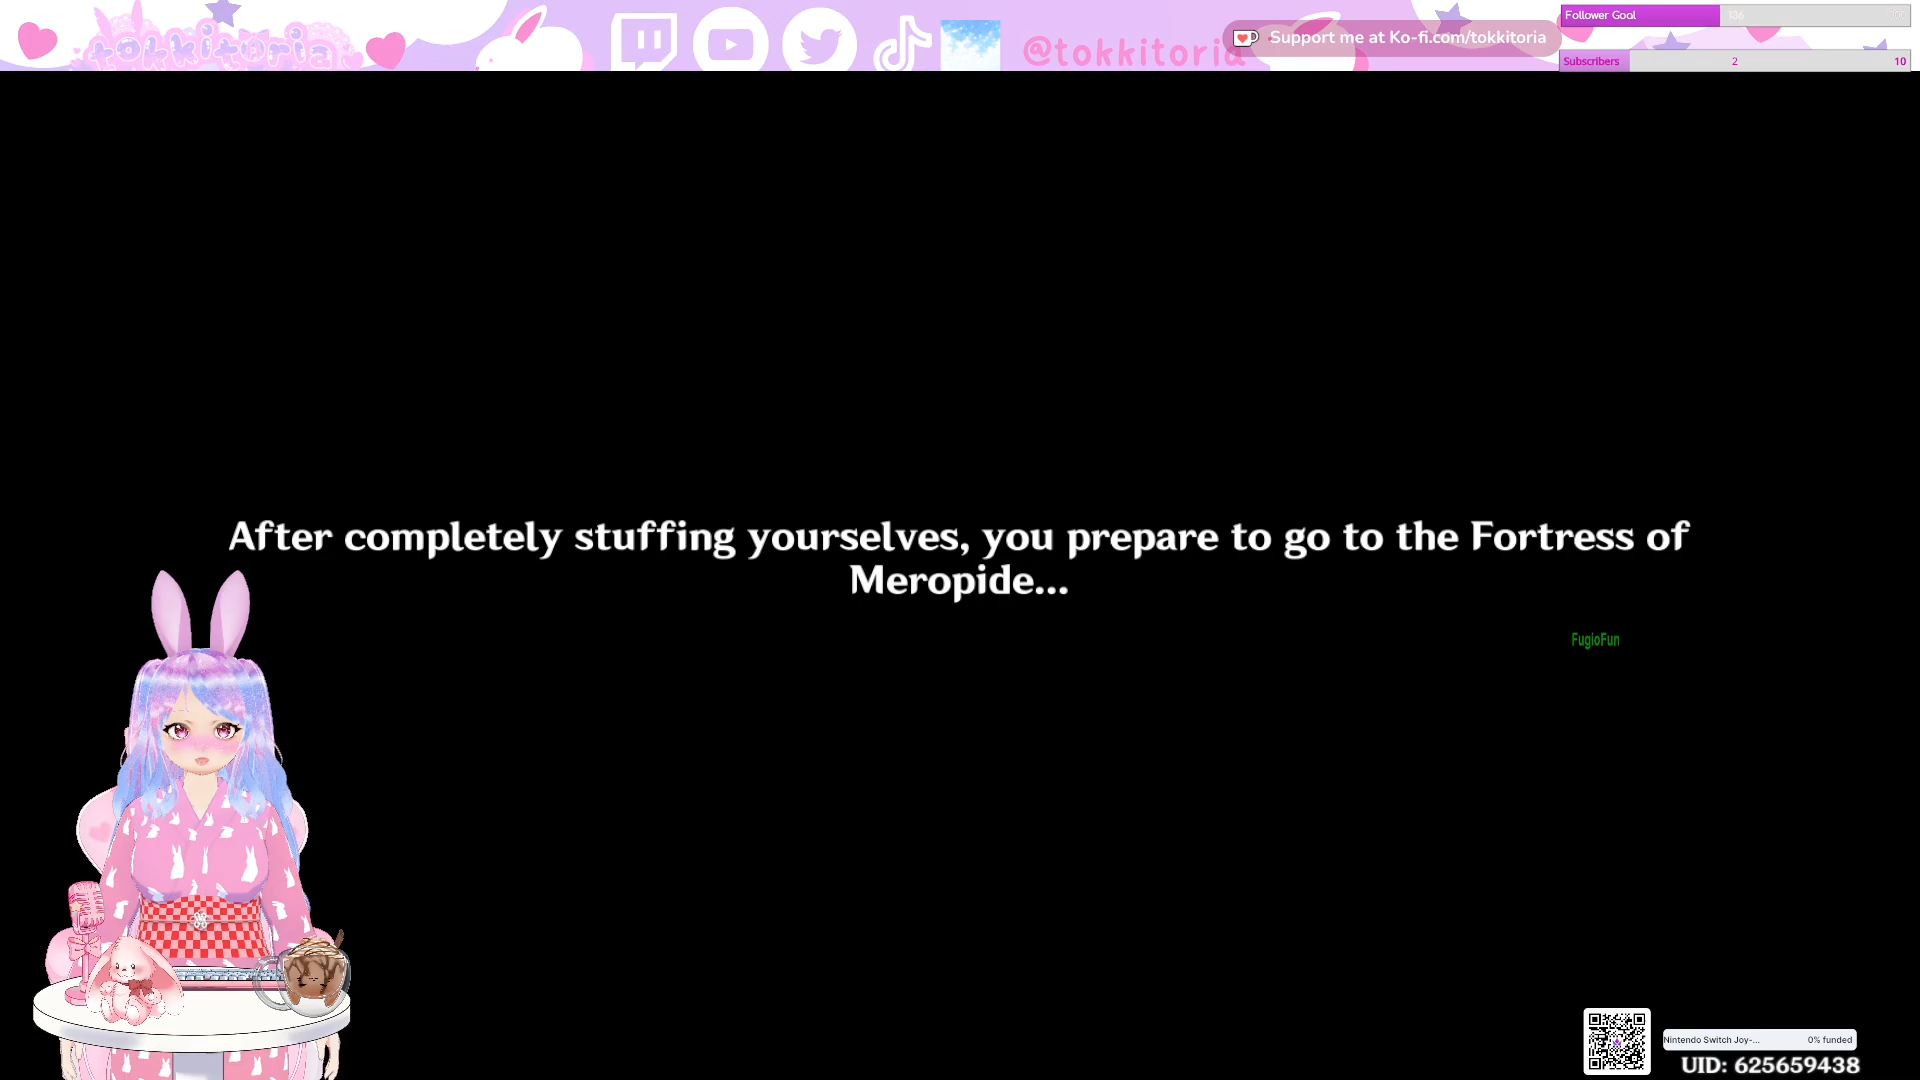 tokkitoria
@tokkitoria
Support me at Ko-fi.com/tokkitoria
Follower Goal
136
Subscribers
2
10
After completely stuffing yourselves, you prepare to go to the Fortress of
Meropide...
FugioFun
Nintendo Switch Joy-...
0% funded
UID: 625659438